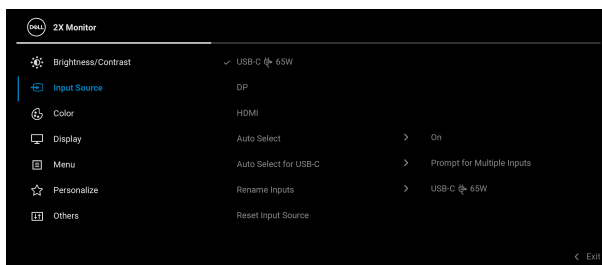 DELL 2X Monitor
Brightness/Contrast USB-C 65W
Input Source DP
Color HDMI
Display Auto Select On
Menu Auto Select for USB-C Prompt for Multiple Inputs
Personalize Rename Inputs USB-C 65W
Others Reset Input Source
Exit